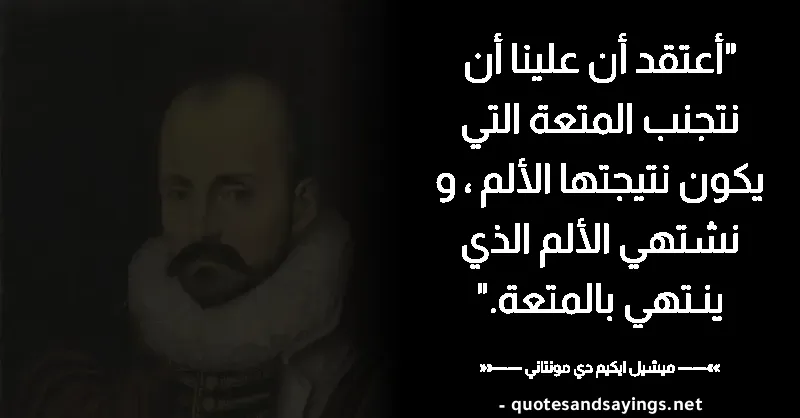 "أعتقد أن علينا أن
نتجنب المتعة التي
يكون نتيجتها الألم ، و
نشتهي الألم الذي
ينتهي بالمتعة."
»»—— ميشيل ايكيم دي مونتاني ——««
- quotesandsayings.net